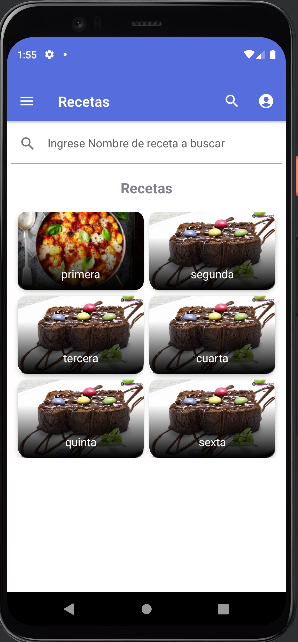 1:55
Recetas
Ingrese Nombre de receta a buscar
Recetas
primera
segunda
tercera
cuarta
quinta
sexta